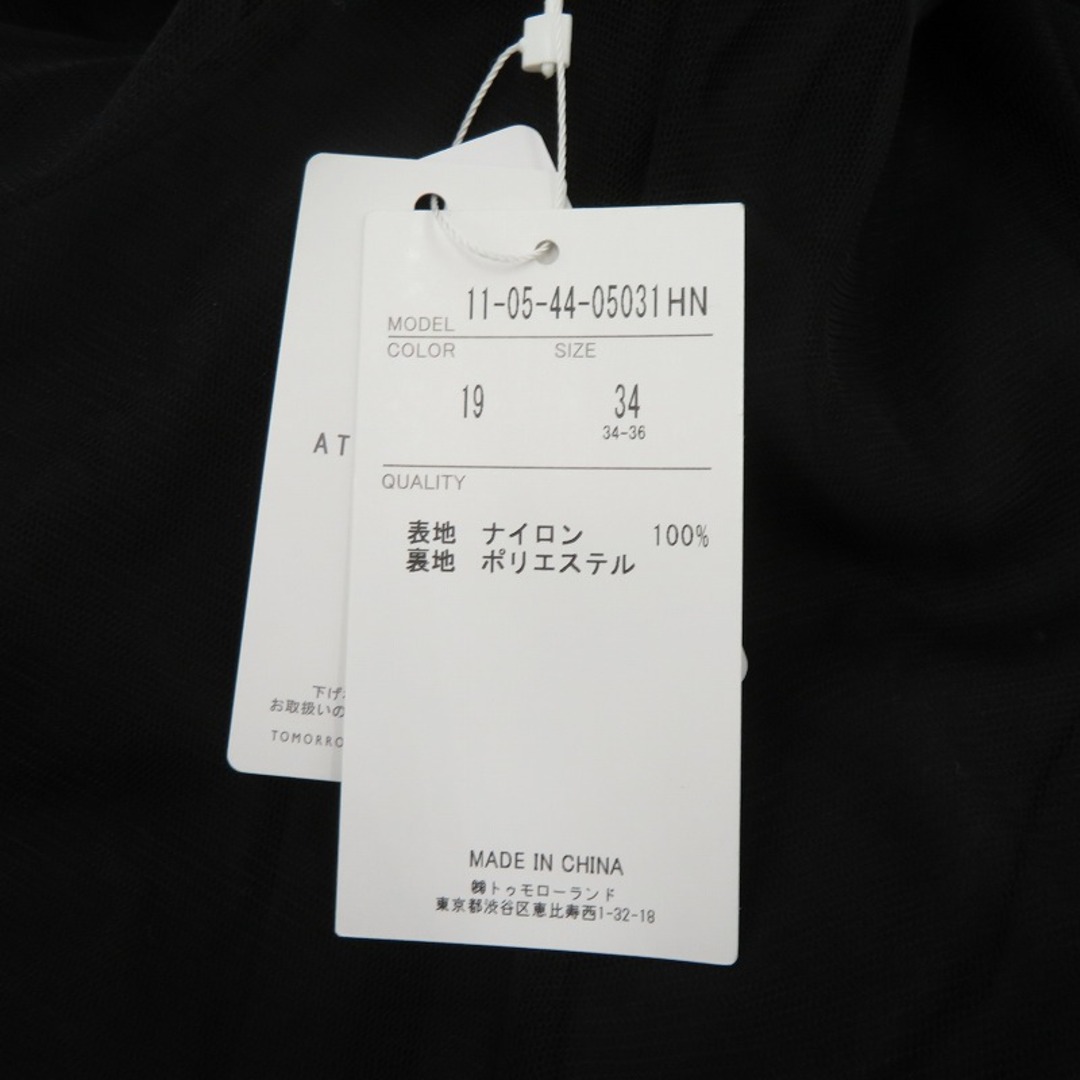 MODEL 11-05-44-05031HN
COLOR SIZE
19 34
34-36
QUALITY
表地 ナイロン 100%
裏地 ポリエステル
MADE IN CHINA
㈱トゥモローランド
東京都渋谷区恵比寿西1-32-18
AT
下げ
お取扱いの
TOMORRO